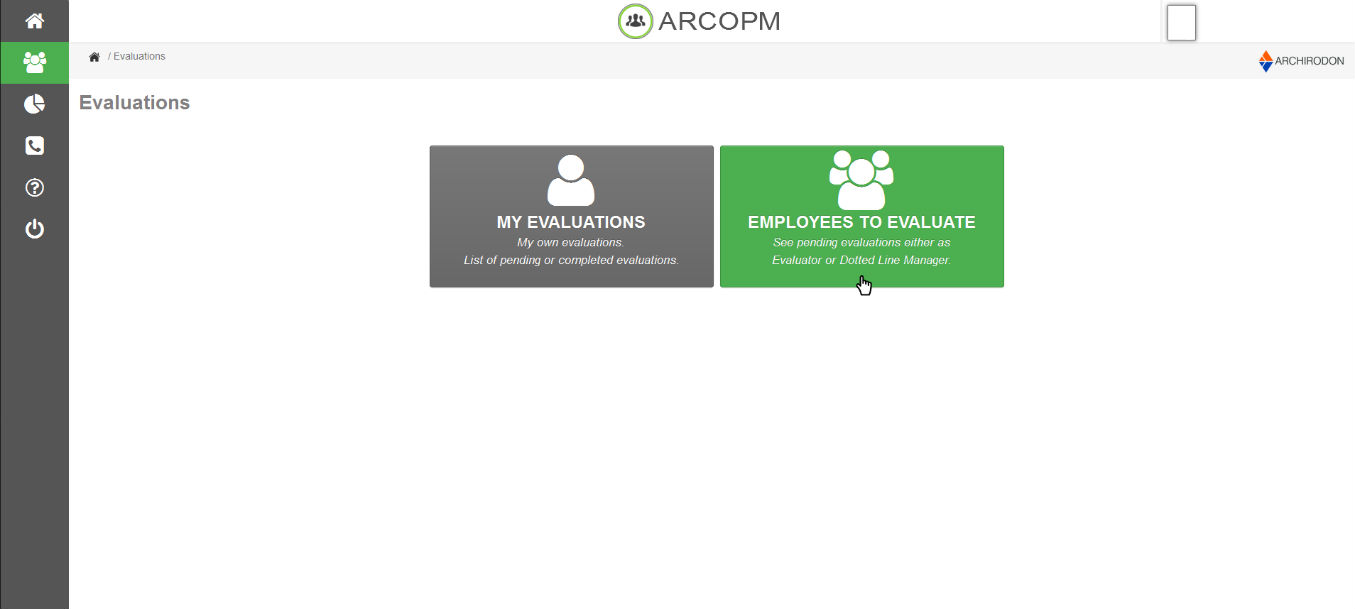 ARCOPM
/ Evaluations
ARCHIRODON
Evaluations
MY EVALUATIONS
My own evaluations.
List of pending or completed evaluations.
EMPLOYEES TO EVALUATE
See pending evaluations either as
Evaluator or Dotted Line Manager.